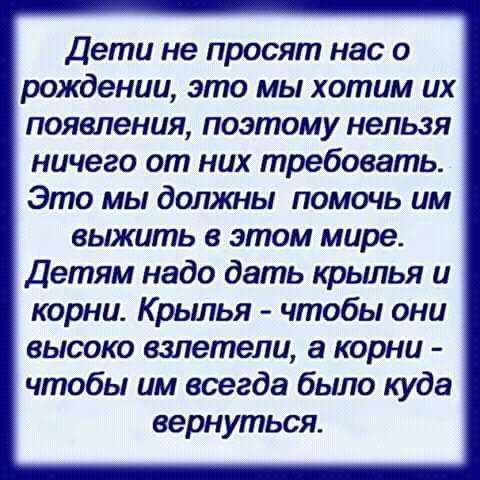 Дети не просят нас о
рождении, это мы хотим их
появления, поэтому нельзя
ничего от них требовать.
Это мы должны помочь им
выжить в этом мире.
Детям надо дать крылья и
корни. Крылья - чтобы они
высоко взлетели, а корни -
чтобы им всегда было куда
вернуться.